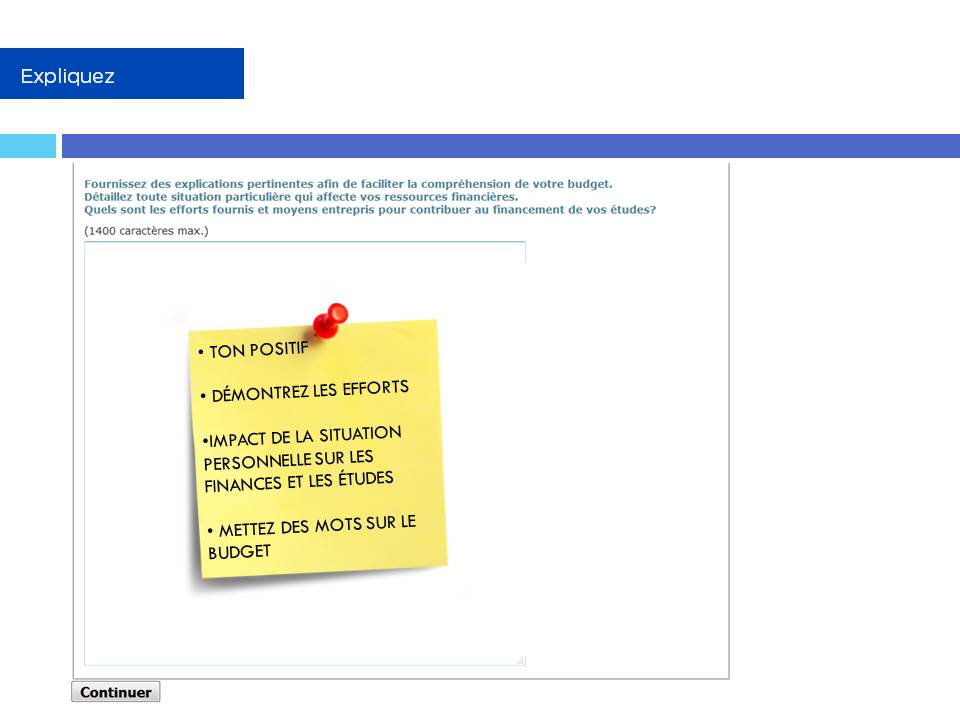 Expliquez
Fournissez des explications pertinentes afin de faciliter la compréhension de votre budget.
Détaillez toute situation particulière qui affecte vos ressources financières.
Quels sont les efforts fournis et moyens entrepris pour contribuer au financement de vos études?
(1400 caractères max.)
• TON POSITIF
• DÉMONTREZ LES EFFORTS
•IMPACT DE LA SITUATION
PERSONNELLE SUR LES
FINANCES ET LES ÉTUDES
• METTEZ DES MOTS SUR LE
BUDGET
Continuer